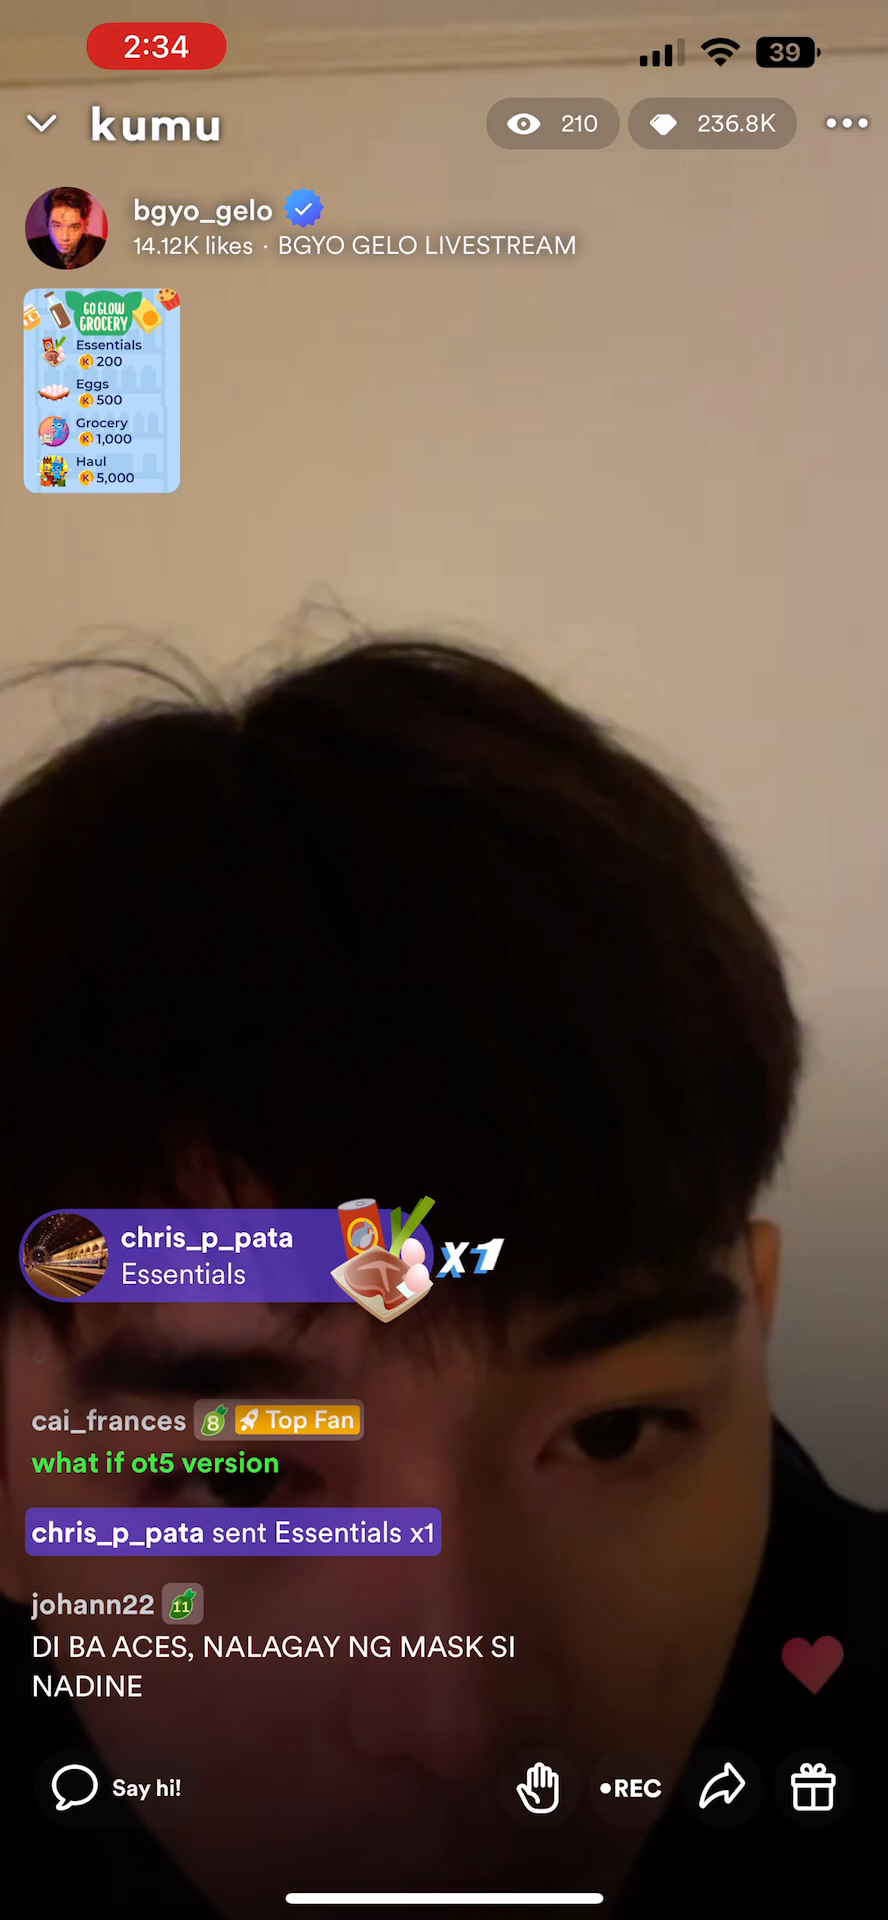 2:34
39
kumu
210
236.8K
bgyo_gelo
14.12K likes · BGYO GELO LIVESTREAM
GO GLOW
GROCERY
Essentials
K 200
Eggs
K 500
Grocery
K 1,000
Haul
K 5,000
chris_p_pata
Essentials
X1
cai_frances 8 Top Fan
what if ot5 version
chris_p_pata sent Essentials x1
johann22 11
DI BA ACES, NALAGAY NG MASK SI
NADINE
Say hi!
•REC